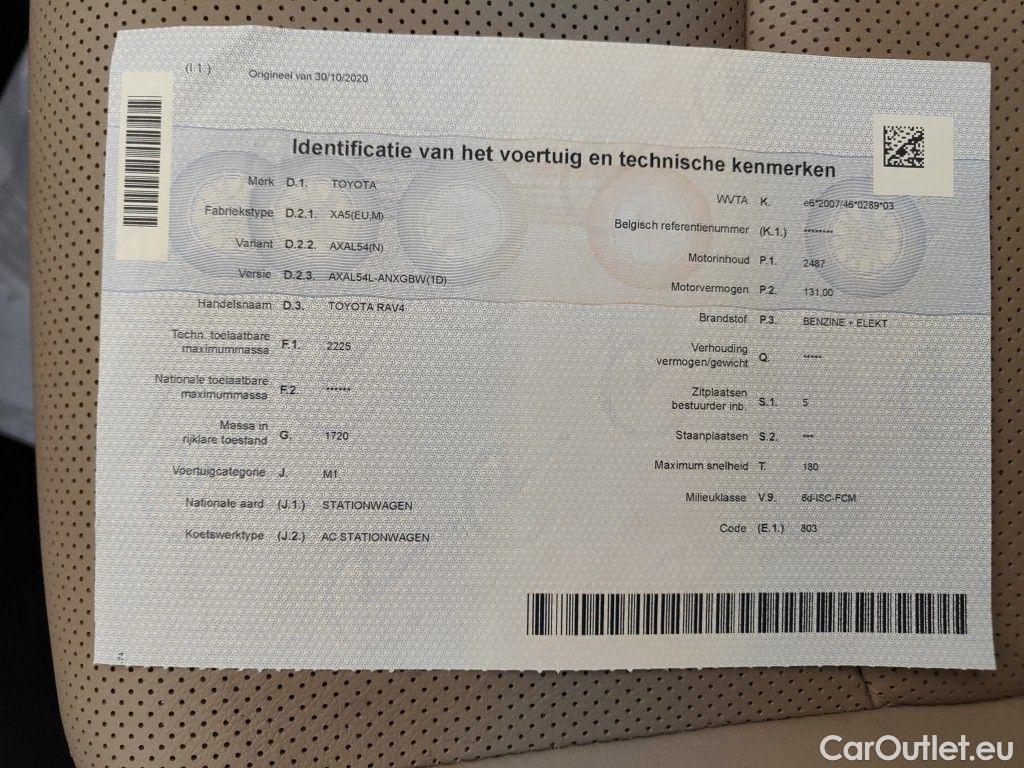 (I 1 )
Origineel van 30/10/2020
Identificatie van het voertuig en technische kenmerken
Merk D.1. TOYOTA
Fabriekstype D.2.1. XA5(EU,M)
Variant D.2.2. AXAL54(N)
Versie D.2.3. AXAL54L-ANXGBW(1D)
Handelsnaam D.3. TOYOTA RAV4
Techn. toelaatbare
maximummassa F.1. 2225
Nationale toelaatbare
maximummassa F.2. ******
Massa in
rijklare toestand G. 1720
Voertuigcategorie J. M1
Nationale aard (J.1.) STATIONWAGEN
Koetswerktype (J.2.) AC STATIONWAGEN
WVTA K. e6*2007/46*0289*03
Belgisch referentienummer (K.1.) ********
Motorinhoud P.1. 2487
Motorvermogen P.2. 131,00
Brandstof P.3. BENZINE + ELEKT
Verhouding
vermogen/gewicht Q. *****
Zitplaatsen
bestuurder inb. S.1. 5
Staanplaatsen S.2. ***
Maximum snelheid T. 180
Milieuklasse V.9. 6d-ISC-FCM
Code (E.1.) 803
CarOutlet.eu